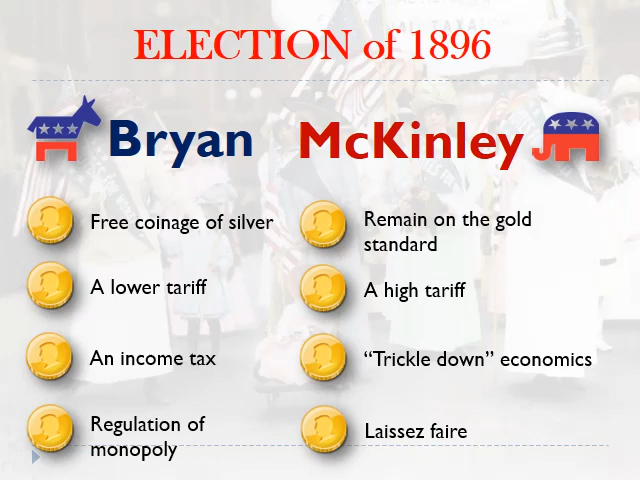 ELECTION of 1896
Bryan
McKinley
Free coinage of silver
Remain on the gold
standard
A lower tariff
A high tariff
An income tax
“Trickle down” economics
Regulation of
monopoly
Laissez faire